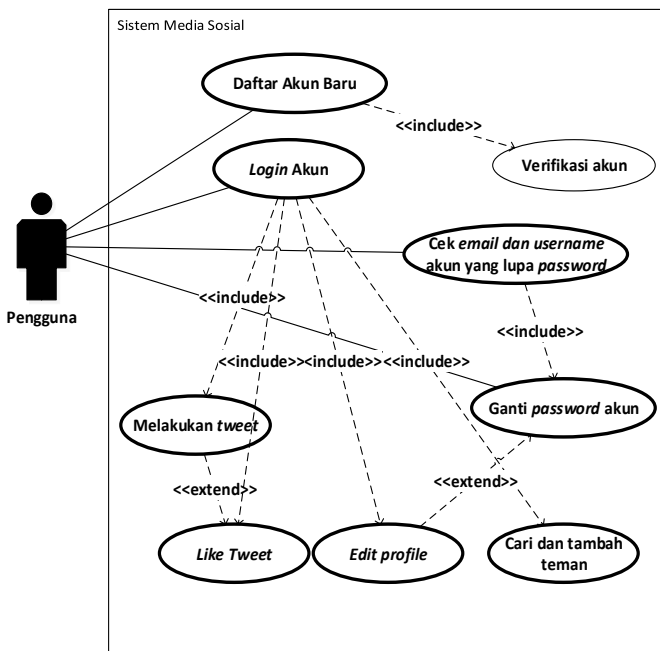 Sistem Media Sosial
Daftar Akun Baru
<<include>>
Login Akun
Verifikasi akun
Cek email dan username
akun yang lupa password
Pengguna
<<include>>
<<include>>
<<include>>
<<include>>
<<include>>
Melakukan tweet
Ganti password akun
<<extend>>
<<extend>>
Like Tweet
Edit profile
Cari dan tambah
teman